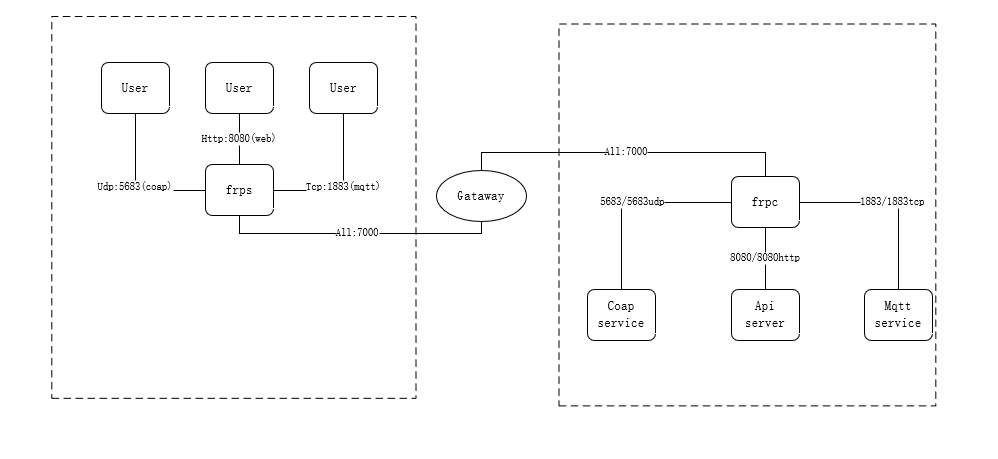 User
User
User
Http:8080(web)
Udp:5683(coap)
frps
Tcp:1883(mqtt)
All:7000
Gataway
All:7000
5683/5683udp
frpc
1883/1883tcp
8080/8080http
Coap
service
Api
server
Mqtt
service